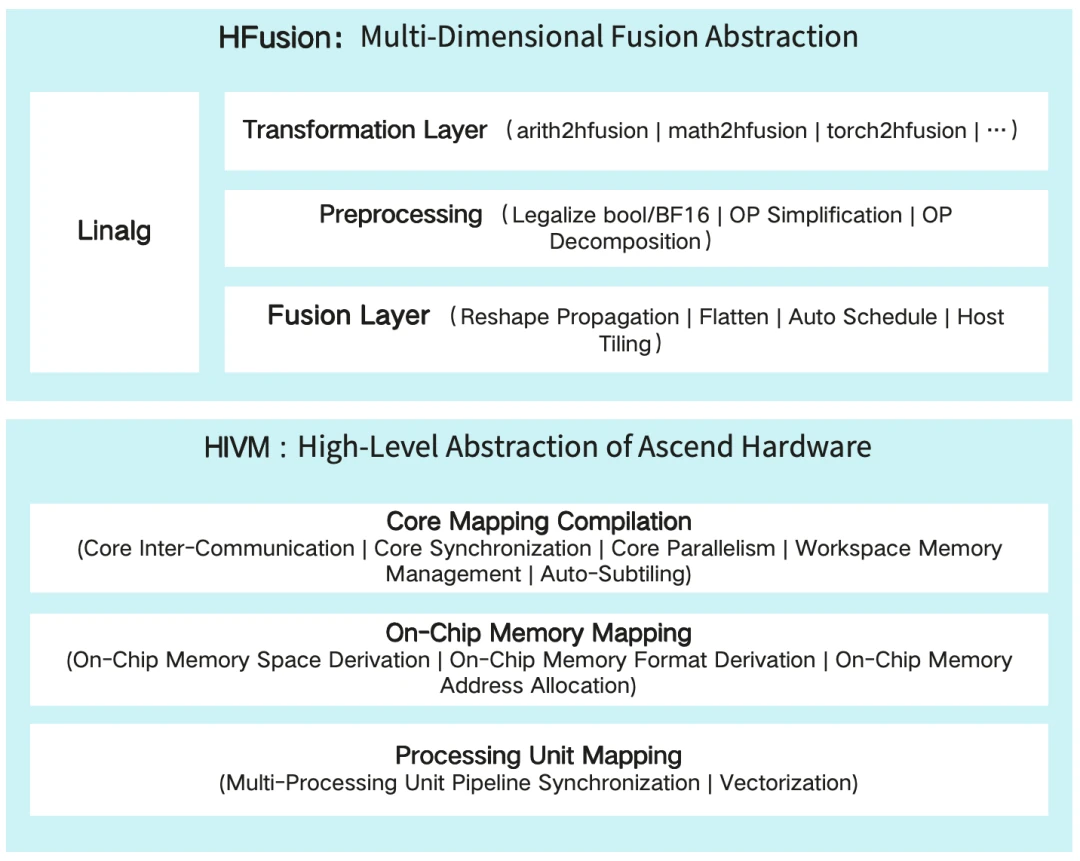 HFusion： Multi-Dimensional Fusion Abstraction
Linalg
Transformation Layer （arith2hfusion | math2hfusion | torch2hfusion | ⋯）
Preprocessing （Legalize bool/BF16 | OP Simplification | OP
Decomposition）
Fusion Layer （Reshape Propagation | Flatten | Auto Schedule | Host
Tiling）
HIVM : High-Level Abstraction of Ascend Hardware
Core Mapping Compilation
(Core Inter-Communication | Core Synchronization | Core Parallelism | Workspace Memory
Management | Auto-Subtiling)
On-Chip Memory Mapping
(On-Chip Memory Space Derivation | On-Chip Memory Format Derivation | On-Chip Memory
Address Allocation)
Processing Unit Mapping
(Multi-Processing Unit Pipeline Synchronization | Vectorization)